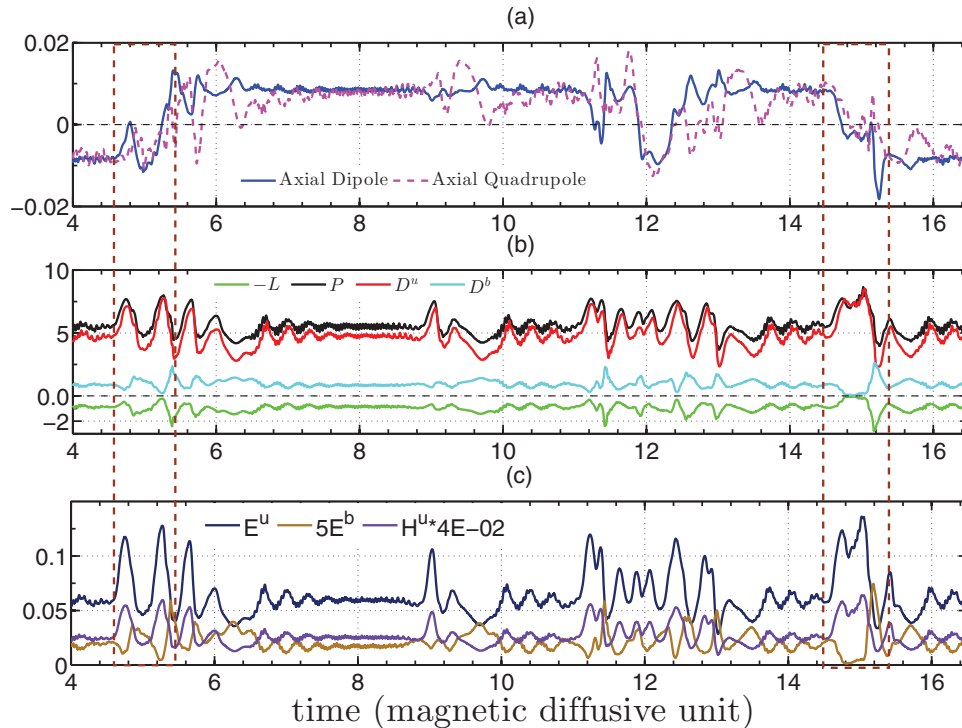 (a)
0.02
0
−0.02
Axial Dipole Axial Quadrupole
4 6 8 10 12 14 16
(b)
10
5
0.0
−2
−L P D^u D^b
4 6 8 10 12 14 16
(c)
0.1
0.05
0
E^u 5E^b H^u*4E−02
4 6 8 10 12 14 16
time (magnetic diffusive unit)